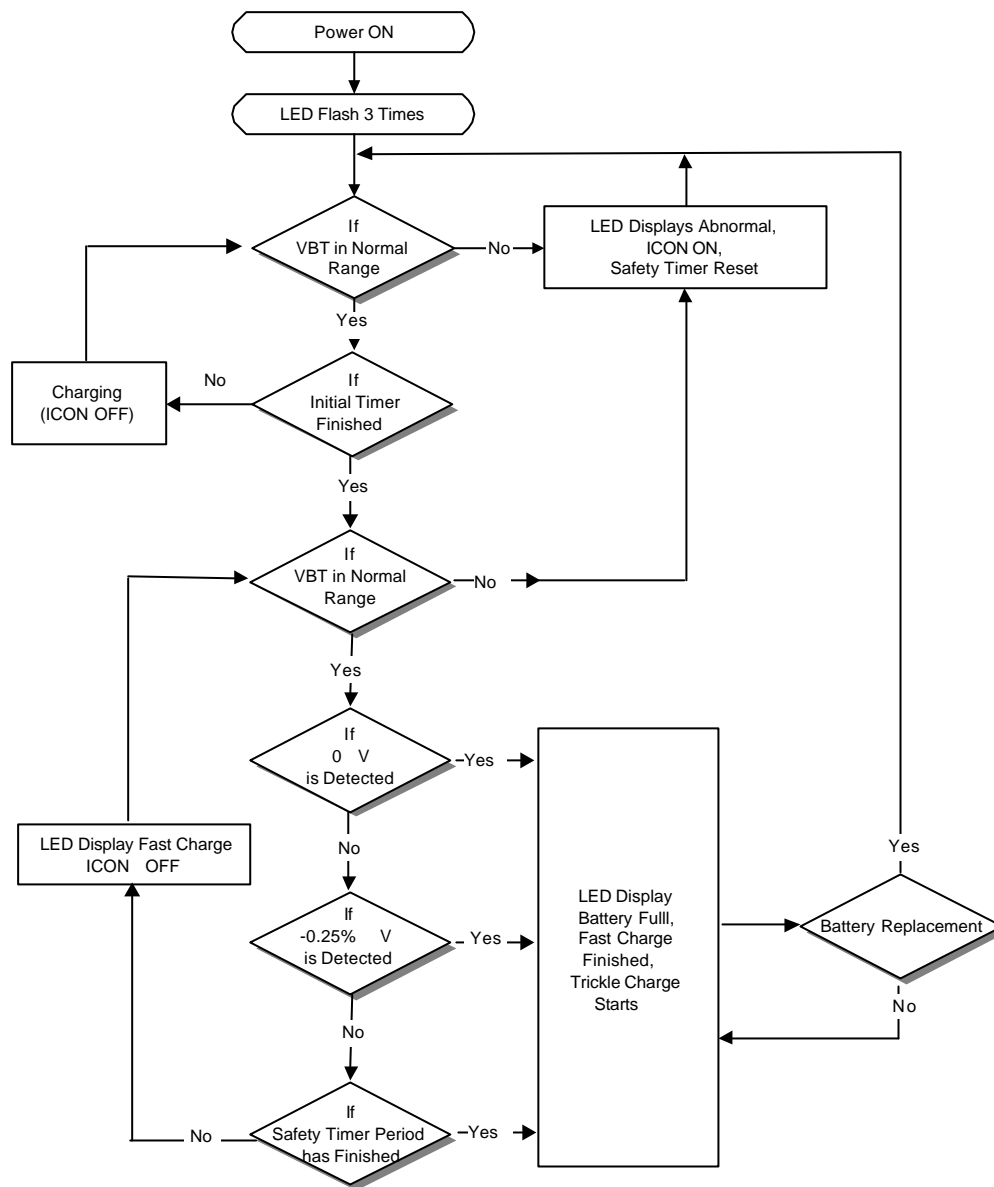 Power ON
LED Flash 3 Times
If
VBT in Normal
Range
No
LED Displays Abnormal,
ICON ON,
Safety Timer Reset
Yes
If
Initial Timer
Finished
No
Charging
(ICON OFF)
Yes
If
VBT in Normal
Range
No
Yes
If
0 V
is Detected
Yes
No
LED Display Fast Charge
ICON OFF
If
-0.25% V
is Detected
Yes
No
If
Safety Timer Period
has Finished
No
Yes
LED Display
Battery Fulll,
Fast Charge
Finished,
Trickle Charge
Starts
Yes
Battery Replacement
No